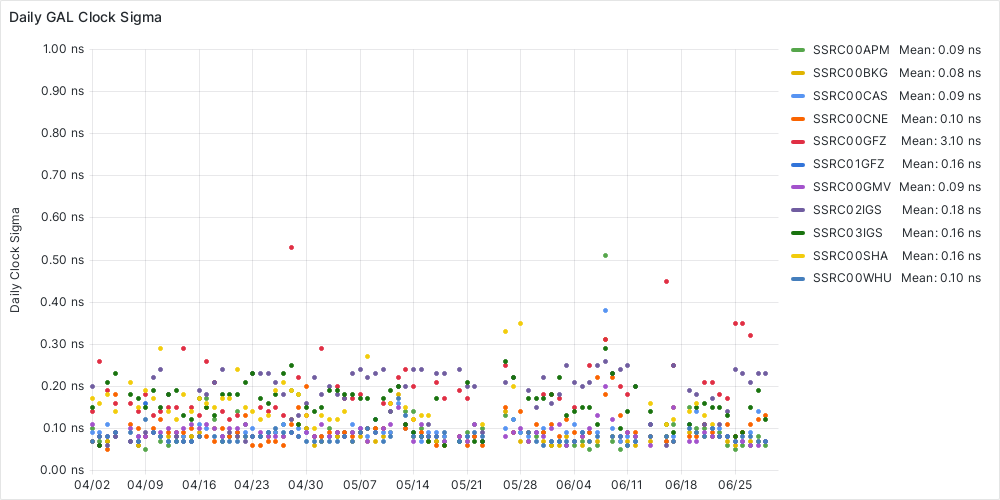 Daily GAL Clock Sigma
1.00 ns
0.90 ns
0.80 ns
0.70 ns
0.60 ns
0.50 ns
0.40 ns
0.30 ns
0.20 ns
0.10 ns
0.00 ns
Daily Clock Sigma
04/02 04/09 04/16 04/23 04/30 05/07 05/14 05/21 05/28 06/04 06/11 06/18 06/25
SSRC00APM Mean: 0.09 ns
SSRC00BKG Mean: 0.08 ns
SSRC00CAS Mean: 0.09 ns
SSRC00CNE Mean: 0.10 ns
SSRC00GFZ Mean: 3.10 ns
SSRC01GFZ Mean: 0.16 ns
SSRC00GMV Mean: 0.09 ns
SSRC02IGS Mean: 0.18 ns
SSRC03IGS Mean: 0.16 ns
SSRC00SHA Mean: 0.16 ns
SSRC00WHU Mean: 0.10 ns